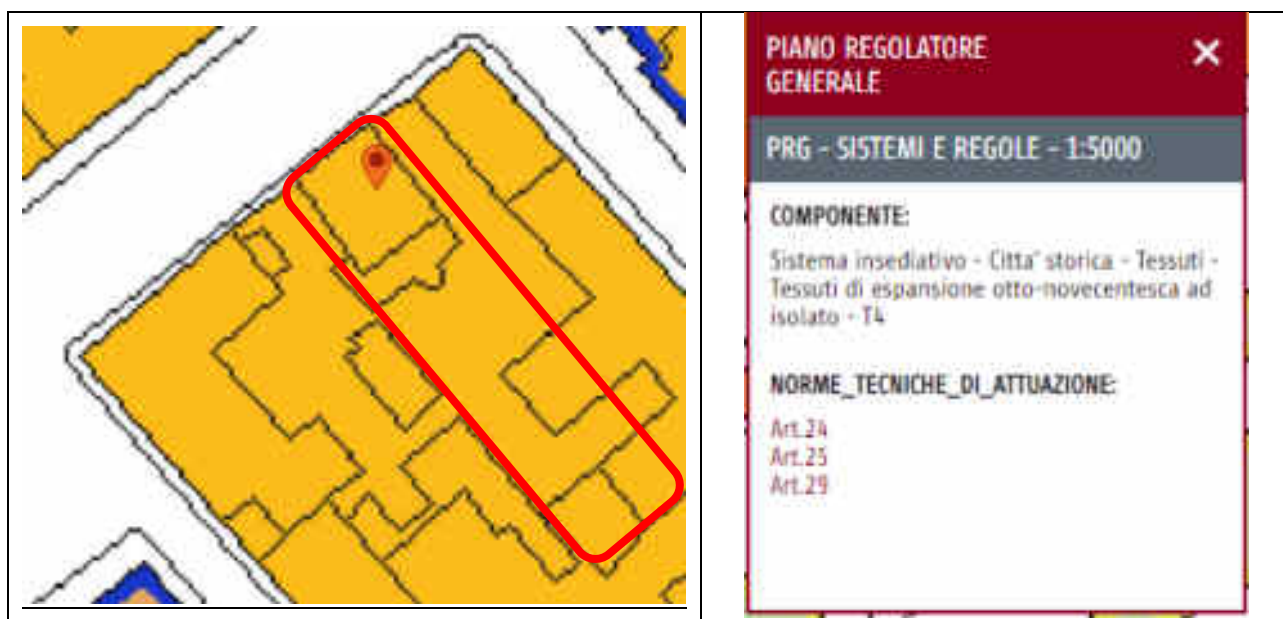 PIANO REGOLATORE
GENERALE
PRG - SISTEMI E REGOLE - 1:5000
COMPONENTE:
Sistema insediativo - Citta' storica - Tessuti -
Tessuti di espansione otto-novecentesca ad
isolato - T4
NORME_TECNICHE_DI_ATTUAZIONE:
Art.24
Art.25
Art.29